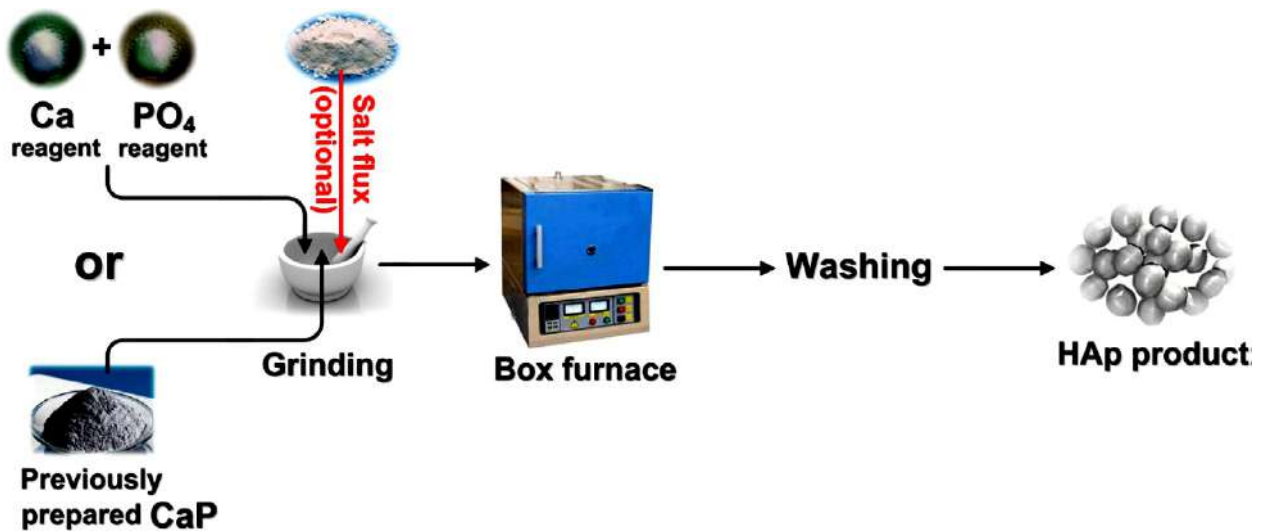 Ca
reagent
+
PO₄
reagent
Salt flux
(optional)
or
Grinding
Box furnace
Washing
HAp product
Previously
prepared CaP